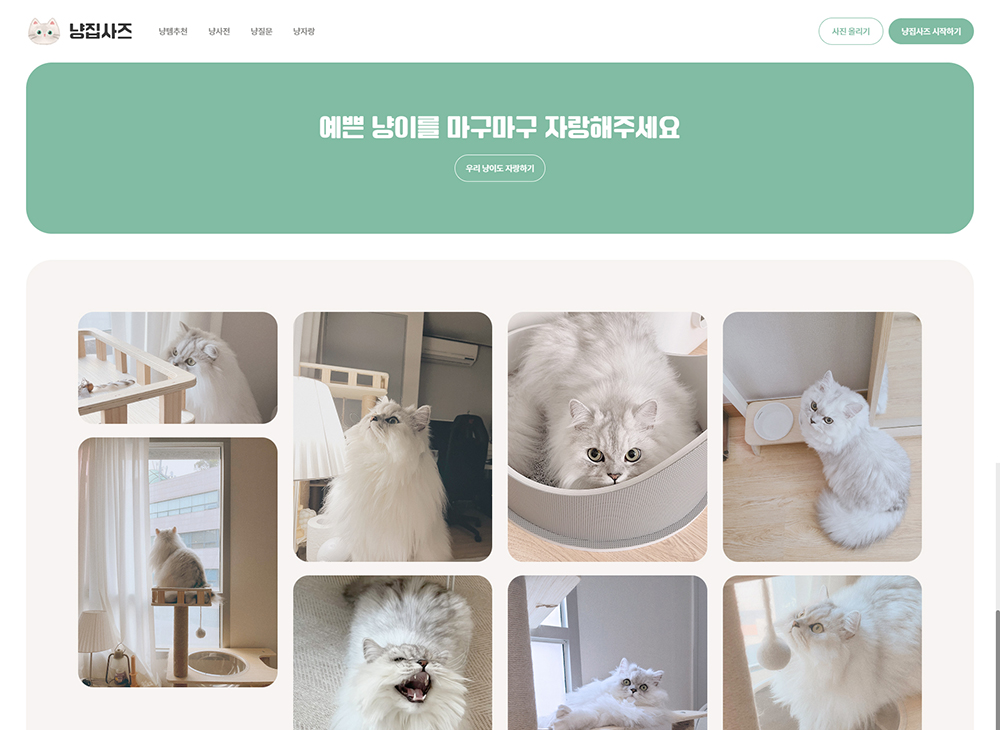 냥집사즈
냥템추천 냥사전 냥질문 냥자랑
사진 올리기
냥집사즈 시작하기
예쁜 냥이를 마구마구 자랑해주세요
우리 냥이도 자랑하기